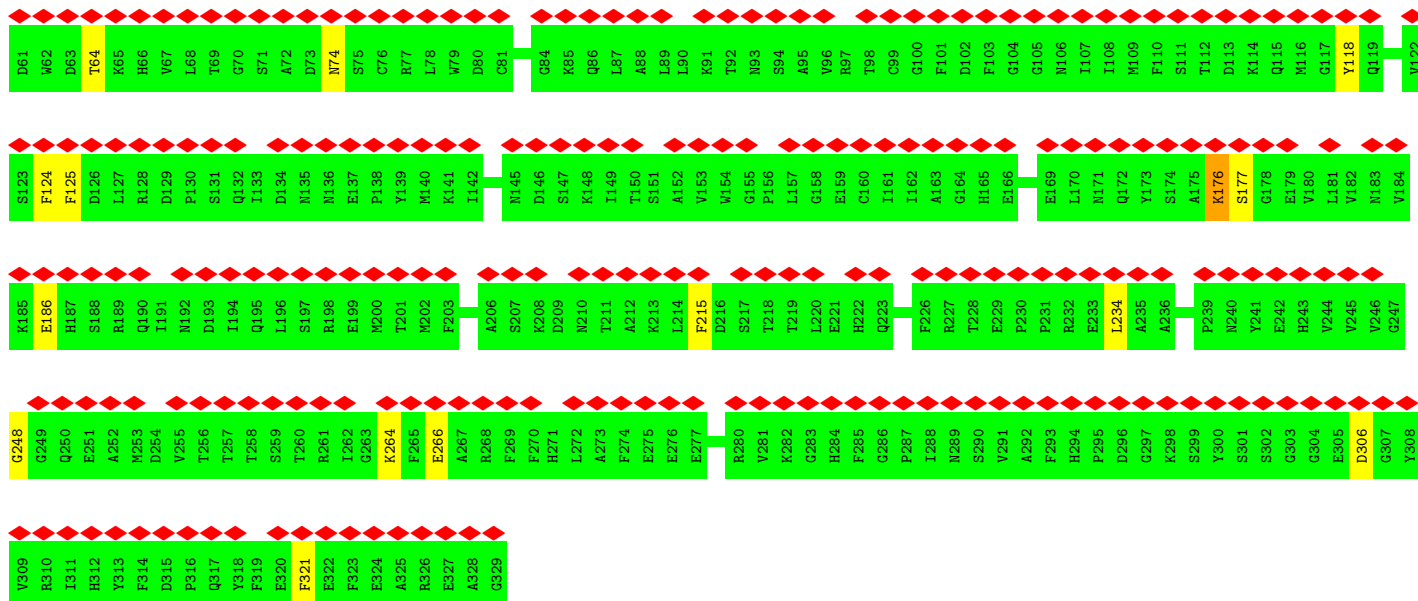 D61 W62 D63 T64 K65 H66 V67 L68 T69 G70 S71 A72 D73 N74 S75 C76 R77 L78 W79 D80 C81 G84 K85 Q86 L87 A88 L89 L90 K91 T92 N93 S94 A95 V96 R97 T98 C99 G100 F101 D102 F103 G104 G105 N106 I107 I108 M109 F110 S111 T112 D113 K114 Q115 M116 G117 Y118 Q119 V122
S123 F124 F125 D126 L127 R128 D129 P130 S131 Q132 I133 D134 N135 N136 E137 P138 Y139 M140 K141 I142 N145 D146 S147 K148 I149 T150 S151 A152 V153 W154 G155 P156 L157 G158 E159 C160 I161 I162 A163 G164 H165 E166 E169 L170 N171 Q172 Y173 S174 A175 K176 S177 G178 E179 V180 L181 V182 N183 V184
K185 E186 H187 S188 R189 Q190 I191 N192 D193 I194 Q195 L196 S197 R198 E199 M200 T201 M202 F203 A206 S207 K208 D209 N210 T211 A212 K213 L214 F215 D216 S217 T218 T219 L220 E221 H222 Q223 F226 R227 T228 E229 P230 P231 R232 E233 L234 A235 A236 P239 N240 Y241 E242 H243 V244 V245 V246 G247
G248 G249 Q250 E251 A252 M253 D254 V255 T256 T257 T258 S259 T260 R261 I262 G263 K264 F265 E266 A267 R268 F269 F270 H271 L272 A273 F274 E275 E276 E277 R280 V281 K282 G283 H284 F285 G286 P287 I288 N289 S290 V291 A292 F293 H294 P295 D296 G297 K298 S299 Y300 S301 S302 G303 G304 E305 D306 G307 Y308
V309 R310 I311 H312 Y313 F314 D315 P316 Q317 Y318 F319 E320 F321 E322 F323 E324 A325 R326 E327 A328 G329